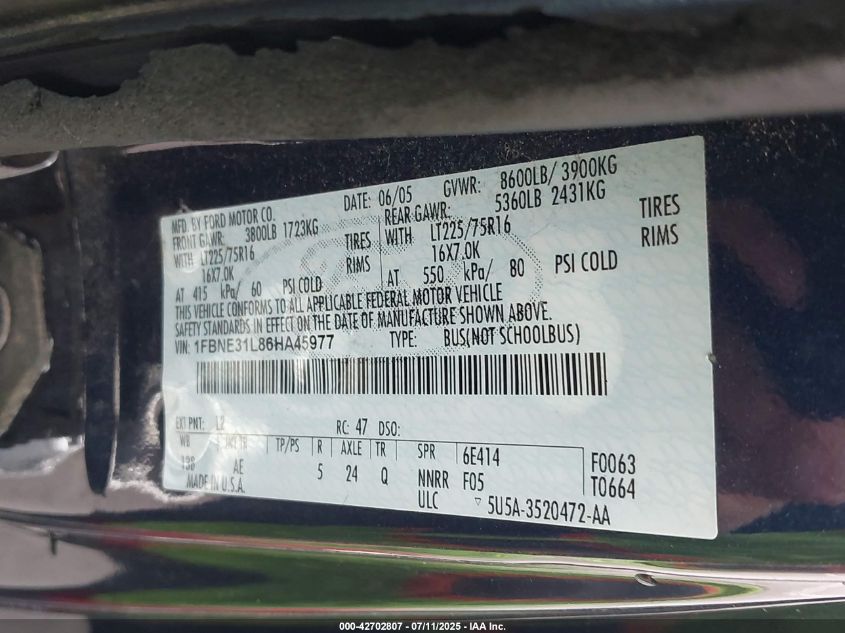 MFD. BY FORD MOTOR CO.
DATE: 06/05 GVWR: 8600LB/ 3900KG
FRONT GAWR: 3800LB 1723KG
REAR GAWR: 5360LB 2431KG
WITH LT225/75R16 TIRES
WITH LT225/75R16 TIRES
16X7.0K RIMS
16X7.0K RIMS
AT 415 kPa/ 60 PSI COLD
AT 550 kPa/ 80 PSI COLD
THIS VEHICLE CONFORMS TO ALL APPLICABLE FEDERAL MOTOR VEHICLE
SAFETY STANDARDS IN EFFECT ON THE DATE OF MANUFACTURE SHOWN ABOVE.
VIN: 1FBNE31L86HA45977 TYPE: BUS(NOT SCHOOLBUS)
EXT PNT: L2 RC: 47 DSO:
WB INT TR TP/PS R AXLE TR SPR 6E414 F0063
138 AE 5 24 Q NNRR F05 T0664
MADE IN U.S.A. ULC ▽ 5U5A-3520472-AA
000-42702807 - 07/11/2025 - IAA Inc.